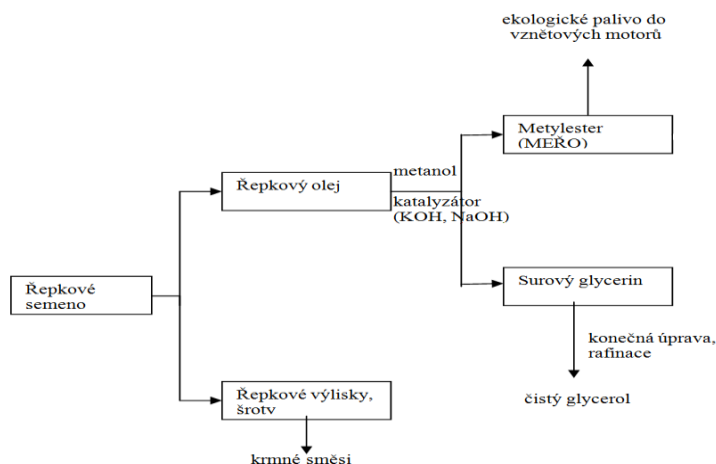 ekologické palivo do
vznětových motorů
Metylester
(MEŘO)
Řepkový olej
metanol
katalyzátor
(KOH, NaOH)
Řepkové
semeno
Surový glycerin
konečná úprava,
rafinace
čistý glycerol
Řepkové výlisky,
šrotv
krmné směsi